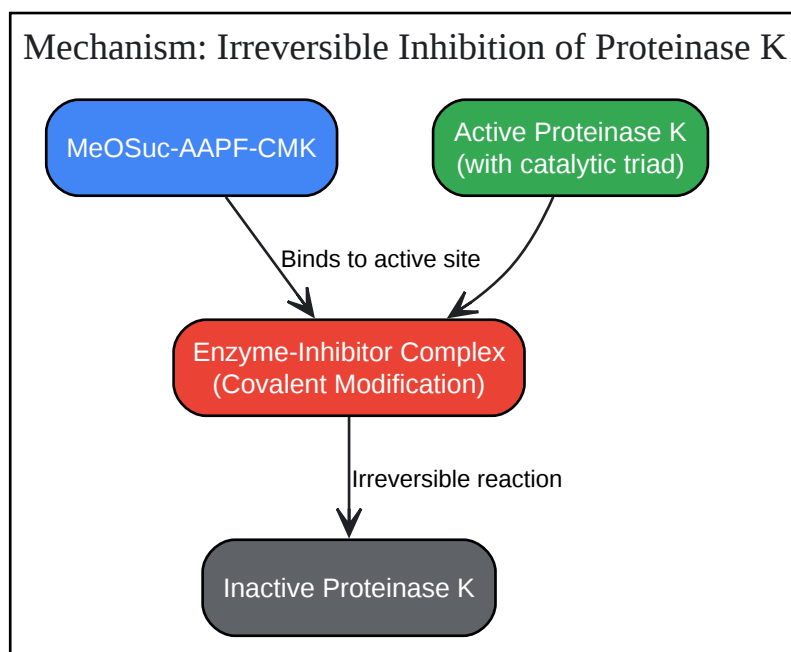 Mechanism: Irreversible Inhibition of Proteinase K
MeOSuc-AAPF-CMK
Active Proteinase K
(with catalytic triad)
Binds to active site
Enzyme-Inhibitor Complex
(Covalent Modification)
Irreversible reaction
Inactive Proteinase K